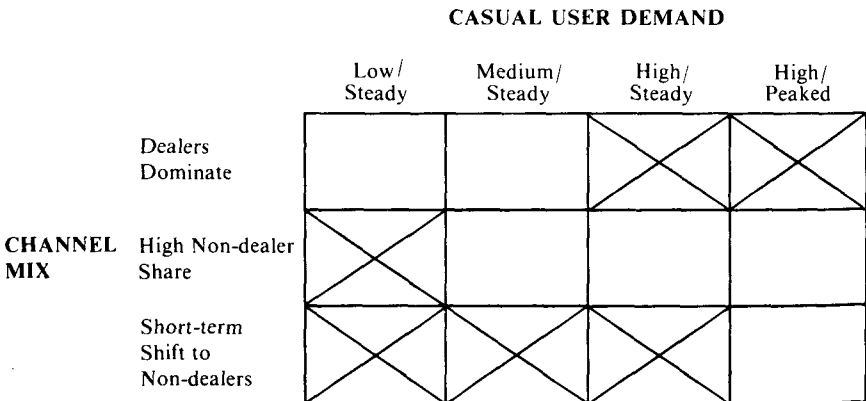 CASUAL USER DEMAND
Low/ Medium/ High/ High/
Steady Steady Steady Peaked
Dealers
Dominate
CHANNEL High Non-dealer
MIX Share
Short-term
Shift to
Non-dealers